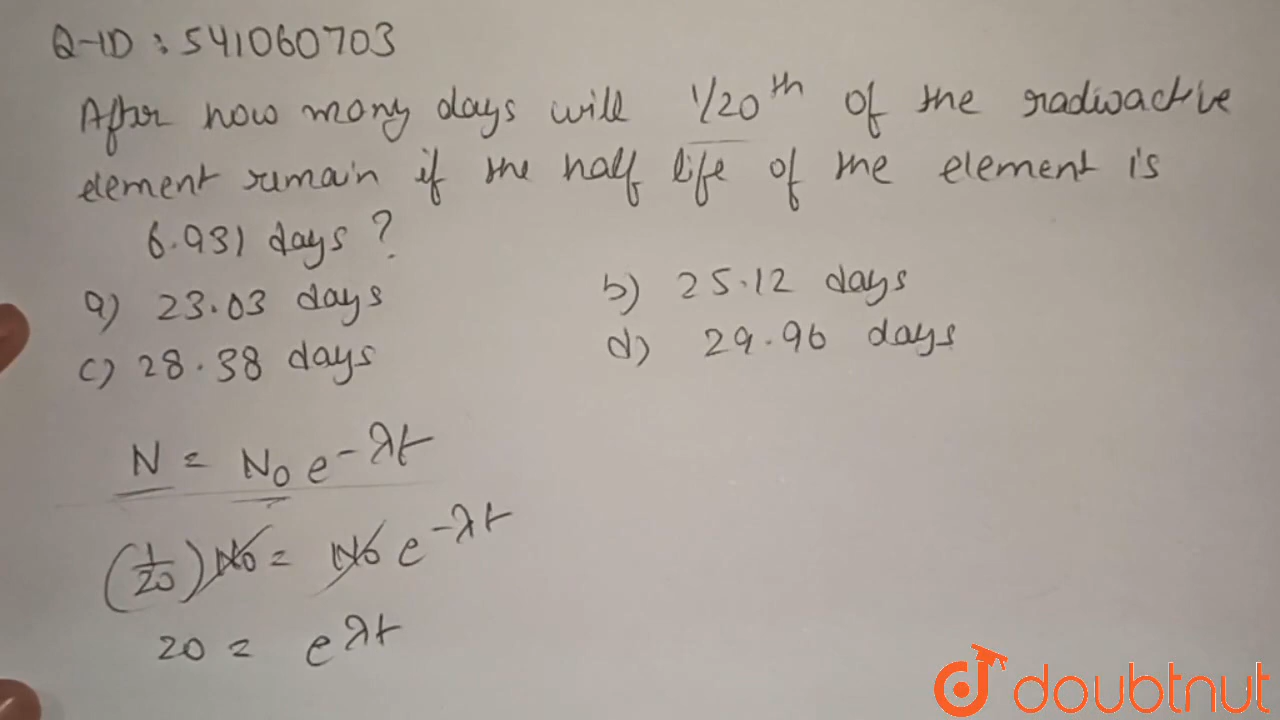 Q-ID : 541060703
After how many days will 1/20th of the radioactive
element remain if the half life of the element is
6.931 days ?
a) 23.03 days b) 25.12 days
c) 28.38 days d) 29.96 days
N = N₀ e^-λt
(1/20) N₀ = N₀ e^-λt
20 = e^λt
doubtnut